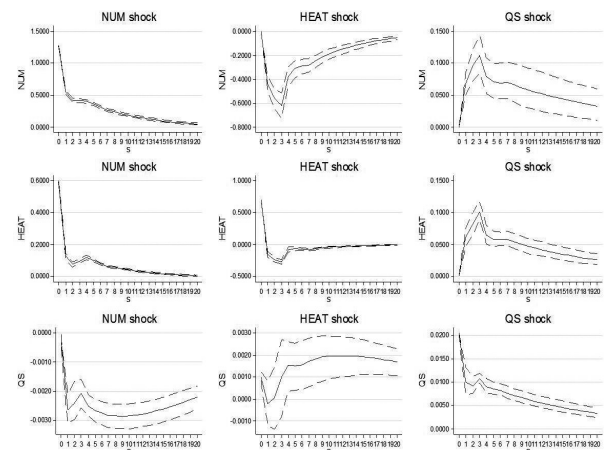 NUM shock HEAT shock QS shock
1.5000 0.0000 0.1500
1.0000 -0.2000 0.1000
0.5000 -0.4000 0.0500
0.0000 -0.6000 0.0000
-0.8000
NUM NUM NUM
0 1 2 3 4 5 6 7 8 9 1011121314151617181920 0 1 2 3 4 5 6 7 8 9 1011121314151617181920 0 1 2 3 4 5 6 7 8 9 1011121314151617181920
s s s
NUM shock HEAT shock QS shock
0.6000 1.0000 0.1500
0.4000 0.5000 0.1000
0.2000 0.0000 0.0500
0.0000 -0.5000 0.0000
HEAT HEAT HEAT
0 1 2 3 4 5 6 7 8 9 1011121314151617181920 0 1 2 3 4 5 6 7 8 9 1011121314151617181920 0 1 2 3 4 5 6 7 8 9 1011121314151617181920
s s s
NUM shock HEAT shock QS shock
0.0000 0.0030 0.0200
-0.0010 0.0020 0.0150
-0.0020 0.0010 0.0100
-0.0030 0.0000 0.0050
-0.0010 0.0000
QS QS QS
0 1 2 3 4 5 6 7 8 9 1011121314151617181920 0 1 2 3 4 5 6 7 8 9 1011121314151617181920 0 1 2 3 4 5 6 7 8 9 1011121314151617181920
s s s